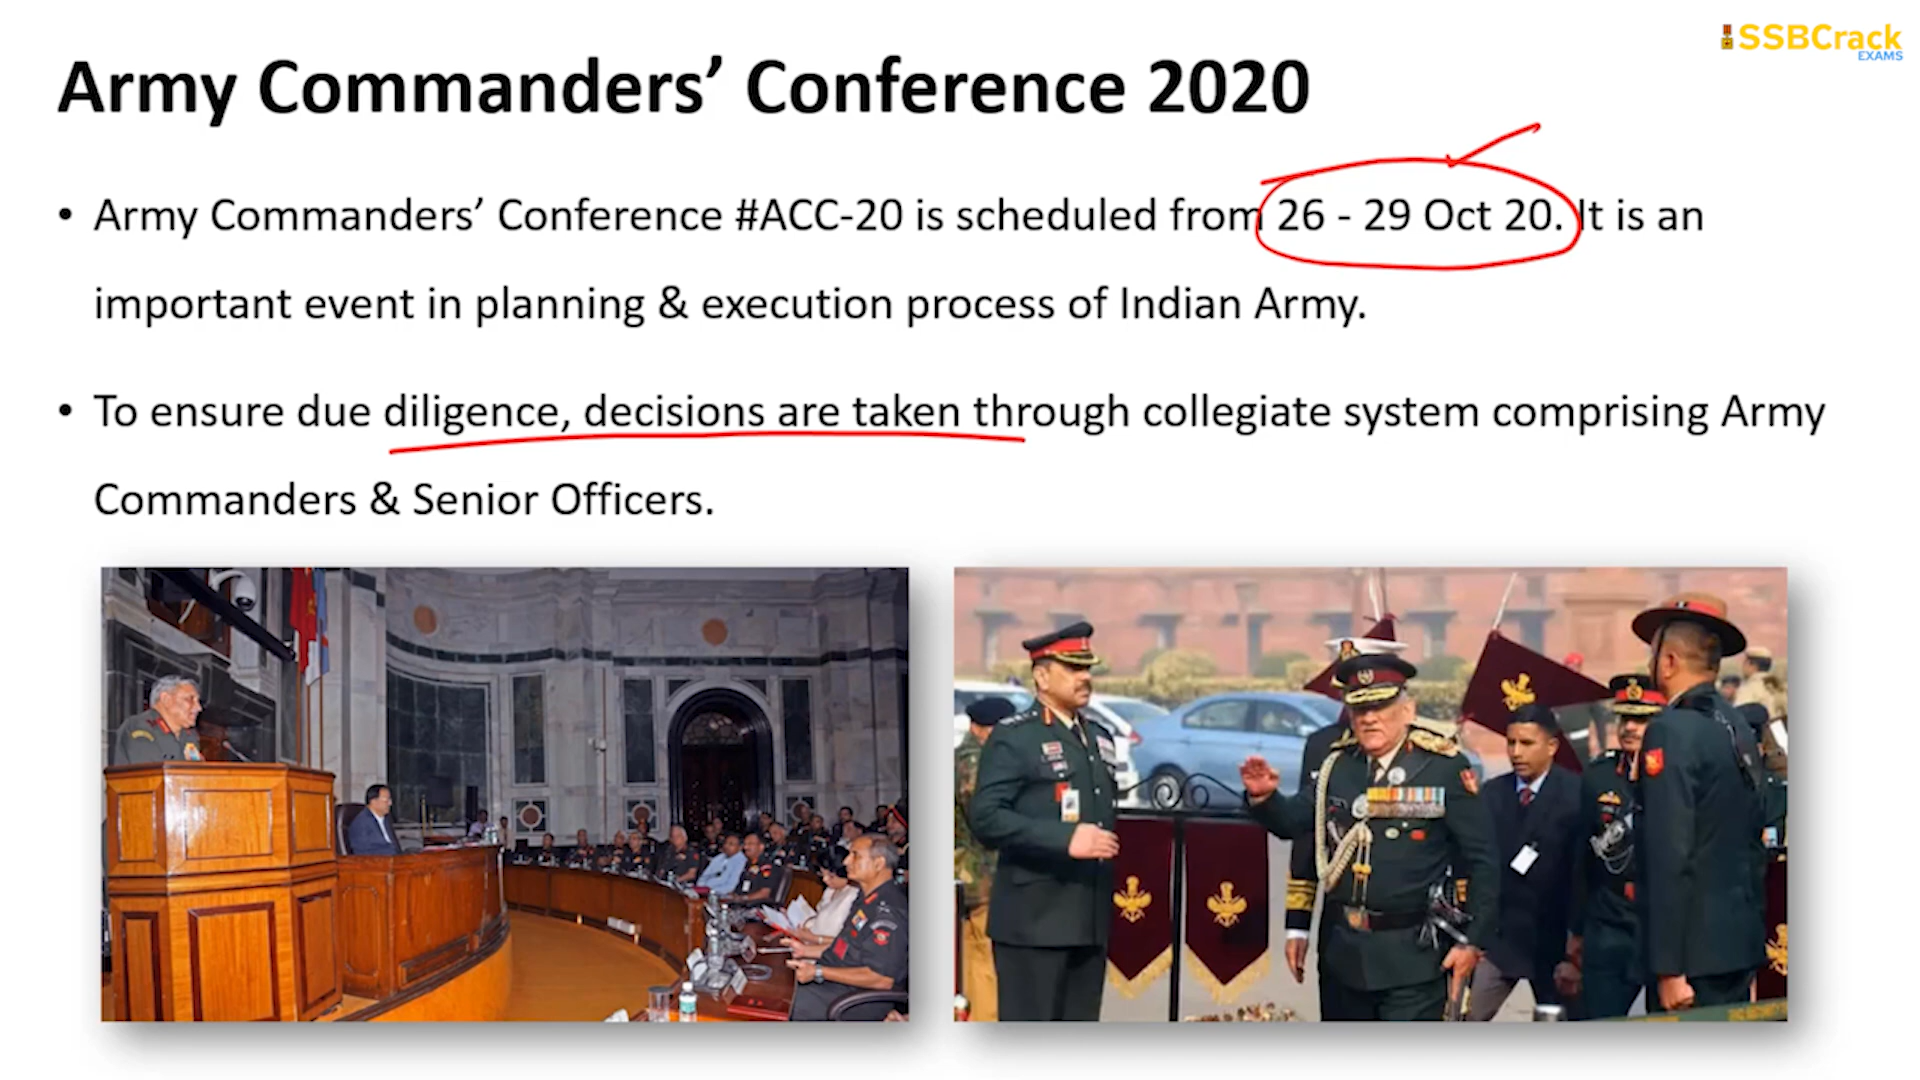 SSBCrack
EXAMS
Army Commanders’ Conference 2020
• Army Commanders’ Conference #ACC-20 is scheduled from 26 - 29 Oct 20. It is an
important event in planning & execution process of Indian Army.
• To ensure due diligence, decisions are taken through collegiate system comprising Army
Commanders & Senior Officers.